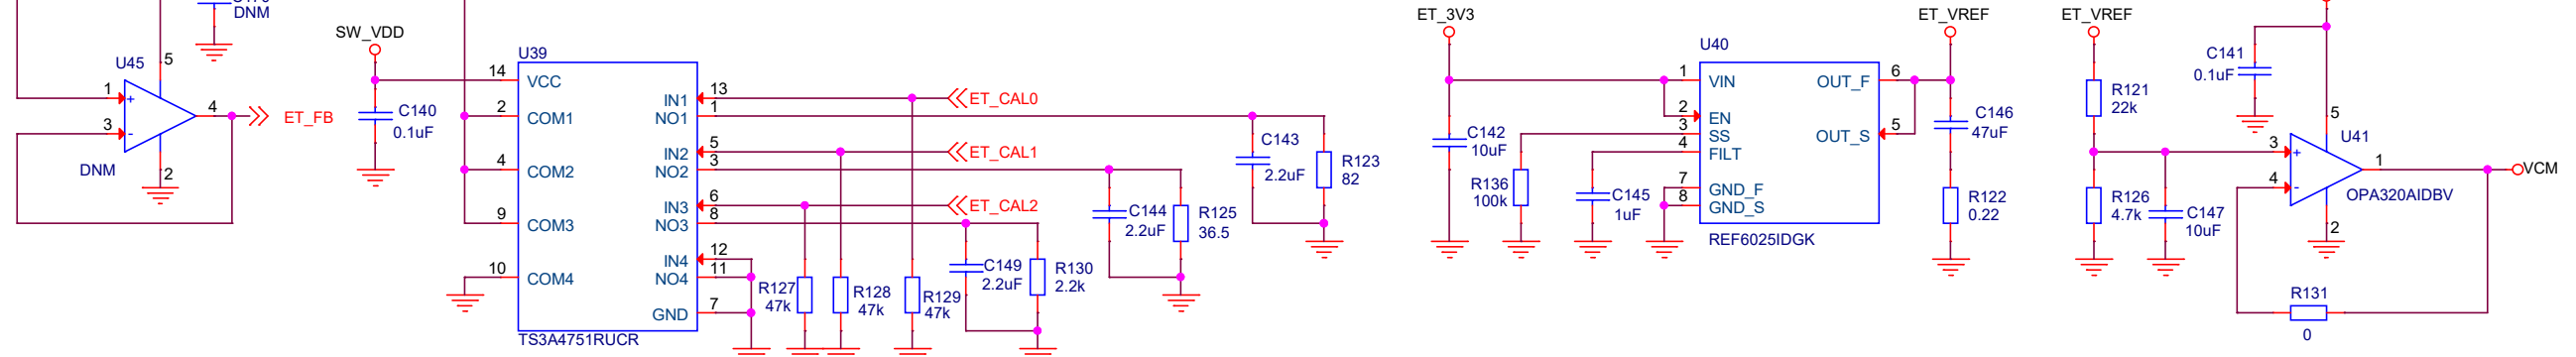 DNM
U45
5
1
+
3
-
4
ET_FB
DNM
2
SW_VDD
C140
0.1uF
U39
14
VCC
2
COM1
4
COM2
9
COM3
10
COM4
IN1
13
NO1
1
IN2
5
NO2
3
IN3
6
NO3
8
IN4
12
NO4
11
GND
7
TS3A4751RUCR
ET_CAL0
ET_CAL1
ET_CAL2
R127
47k
R128
47k
R129
47k
C149
2.2uF
R130
2.2k
C144
2.2uF
R125
36.5
C143
2.2uF
R123
82
ET_3V3
C142
10uF
R136
100k
C145
1uF
U40
1
VIN
2
EN
3
SS
4
FILT
7
GND_F
8
GND_S
OUT_F
6
OUT_S
5
REF6025IDGK
ET_VREF
C146
47uF
R122
0.22
ET_VREF
R121
22k
R126
4.7k
C147
10uF
C141
0.1uF
5
U41
3
+
4
-
1
OPA320AIDBV
2
VCM
R131
0